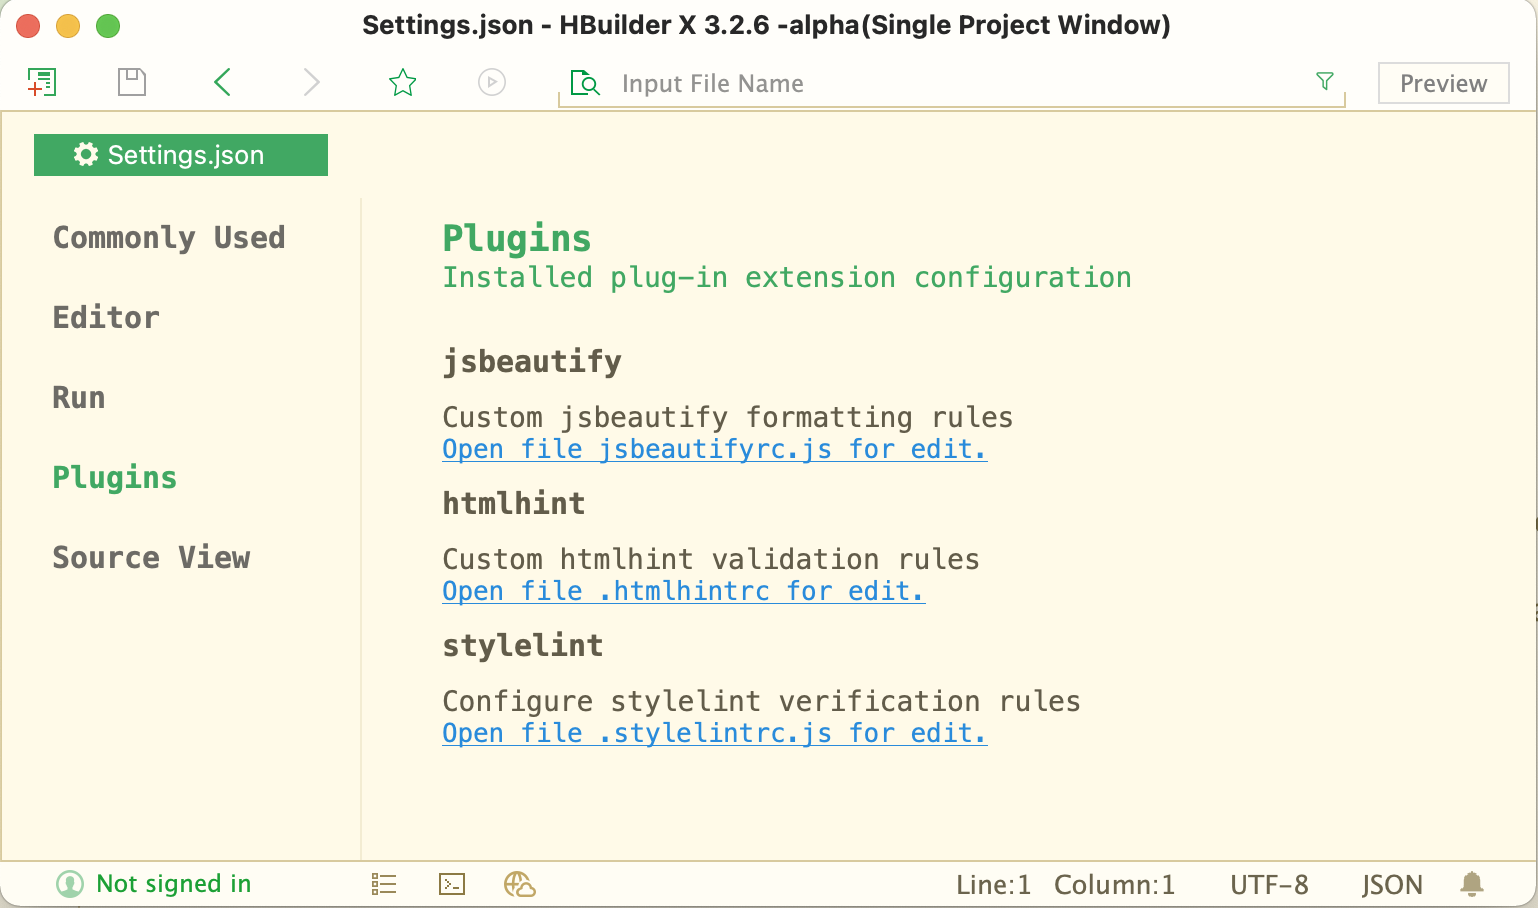 Settings.json - HBuilder X 3.2.6 -alpha(Single Project Window)
Input File Name
Preview
Settings.json
Commonly Used
Editor
Run
Plugins
Source View
Plugins
Installed plug-in extension configuration
jsbeautify
Custom jsbeautify formatting rules
Open file jsbeautifyrc.js for edit.
htmlhint
Custom htmlhint validation rules
Open file .htmlhintrc for edit.
stylelint
Configure stylelint verification rules
Open file .stylelintrc.js for edit.
Not signed in
Line:1 Column:1 UTF-8 JSON